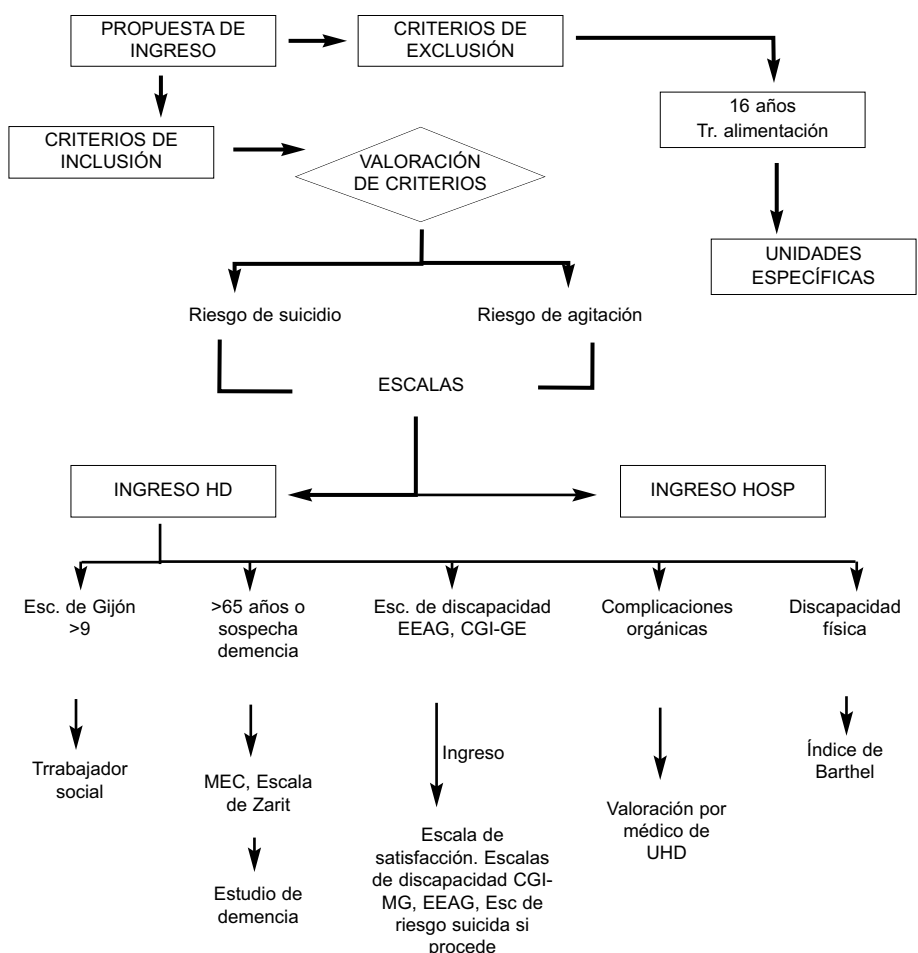 PROPUESTA DE
INGRESO
CRITERIOS DE
EXCLUSIÓN
16 años
Tr. alimentación
CRITERIOS DE
INCLUSIÓN
VALORACIÓN
DE CRITERIOS
UNIDADES
ESPECÍFICAS
Riesgo de suicidio
Riesgo de agitación
ESCALAS
INGRESO HD
INGRESO HOSP
Esc. de Gijón
>9
>65 años o
sospecha
demencia
Esc. de discapacidad
EEAG, CGI-GE
Complicaciones
orgánicas
Discapacidad
física
Trrabajador
social
MEC, Escala
de Zarit
Estudio de
demencia
Ingreso
Escala de
satisfacción. Escalas
de discapacidad CGI-
MG, EEAG, Esc de
riesgo suicida si
procede
Valoración por
médico de
UHD
Índice de
Barthel